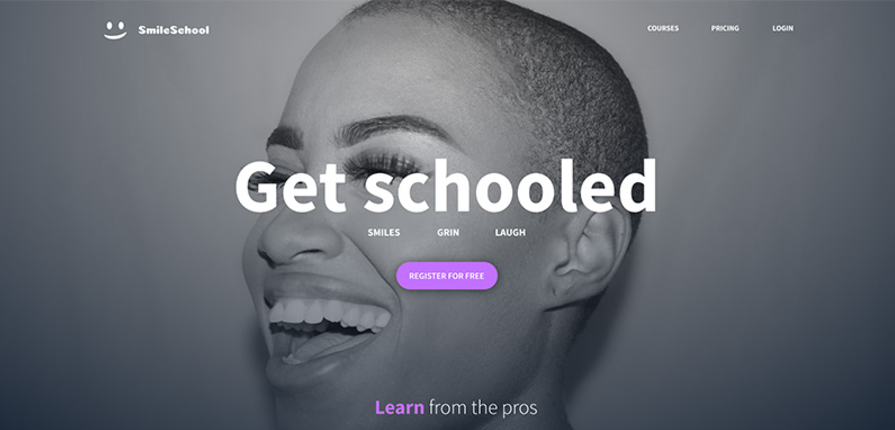 SmileSchool
COURSES PRICING LOGIN
Get schooled
SMILES GRIN LAUGH
REGISTER FOR FREE
Learn from the pros